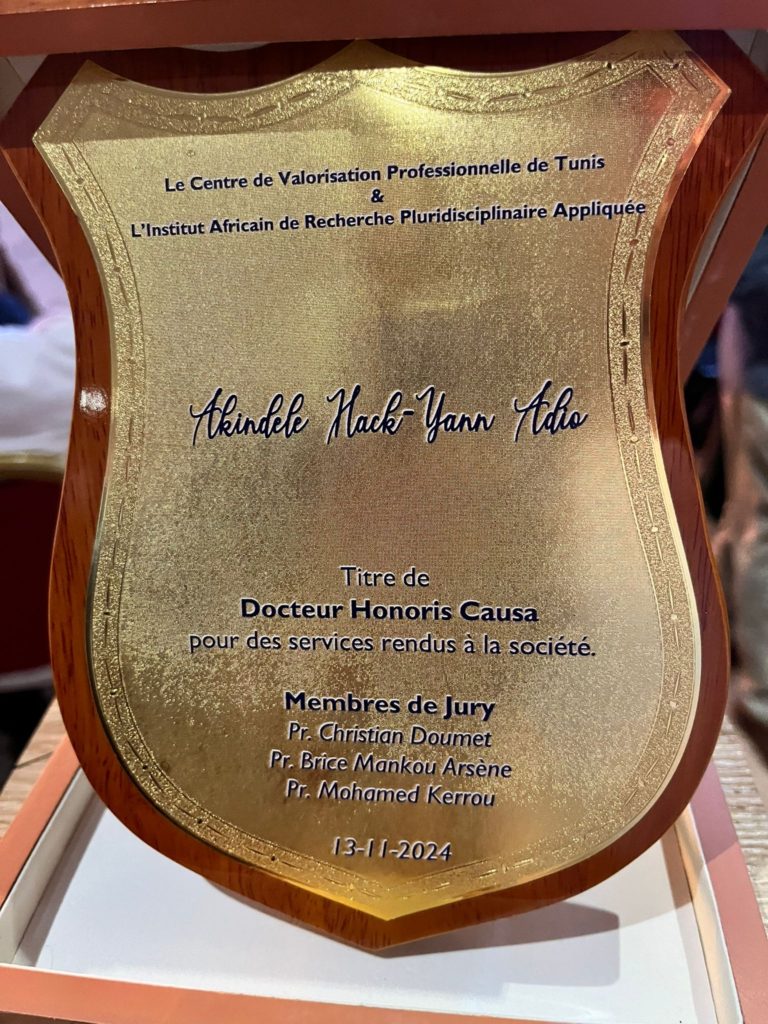 Le Centre de Valorisation Professionnelle de Tunis
&
L'Institut Africain de Recherche Pluridisciplinaire Appliquée
Akindele Hack-Yann Adio
Titre de
Docteur Honoris Causa
pour des services rendus à la société.
Membres de Jury
Pr. Christian Doumet
Pr. Brice Mankou Arsène
Pr. Mohamed Kerrou
13-11-2024